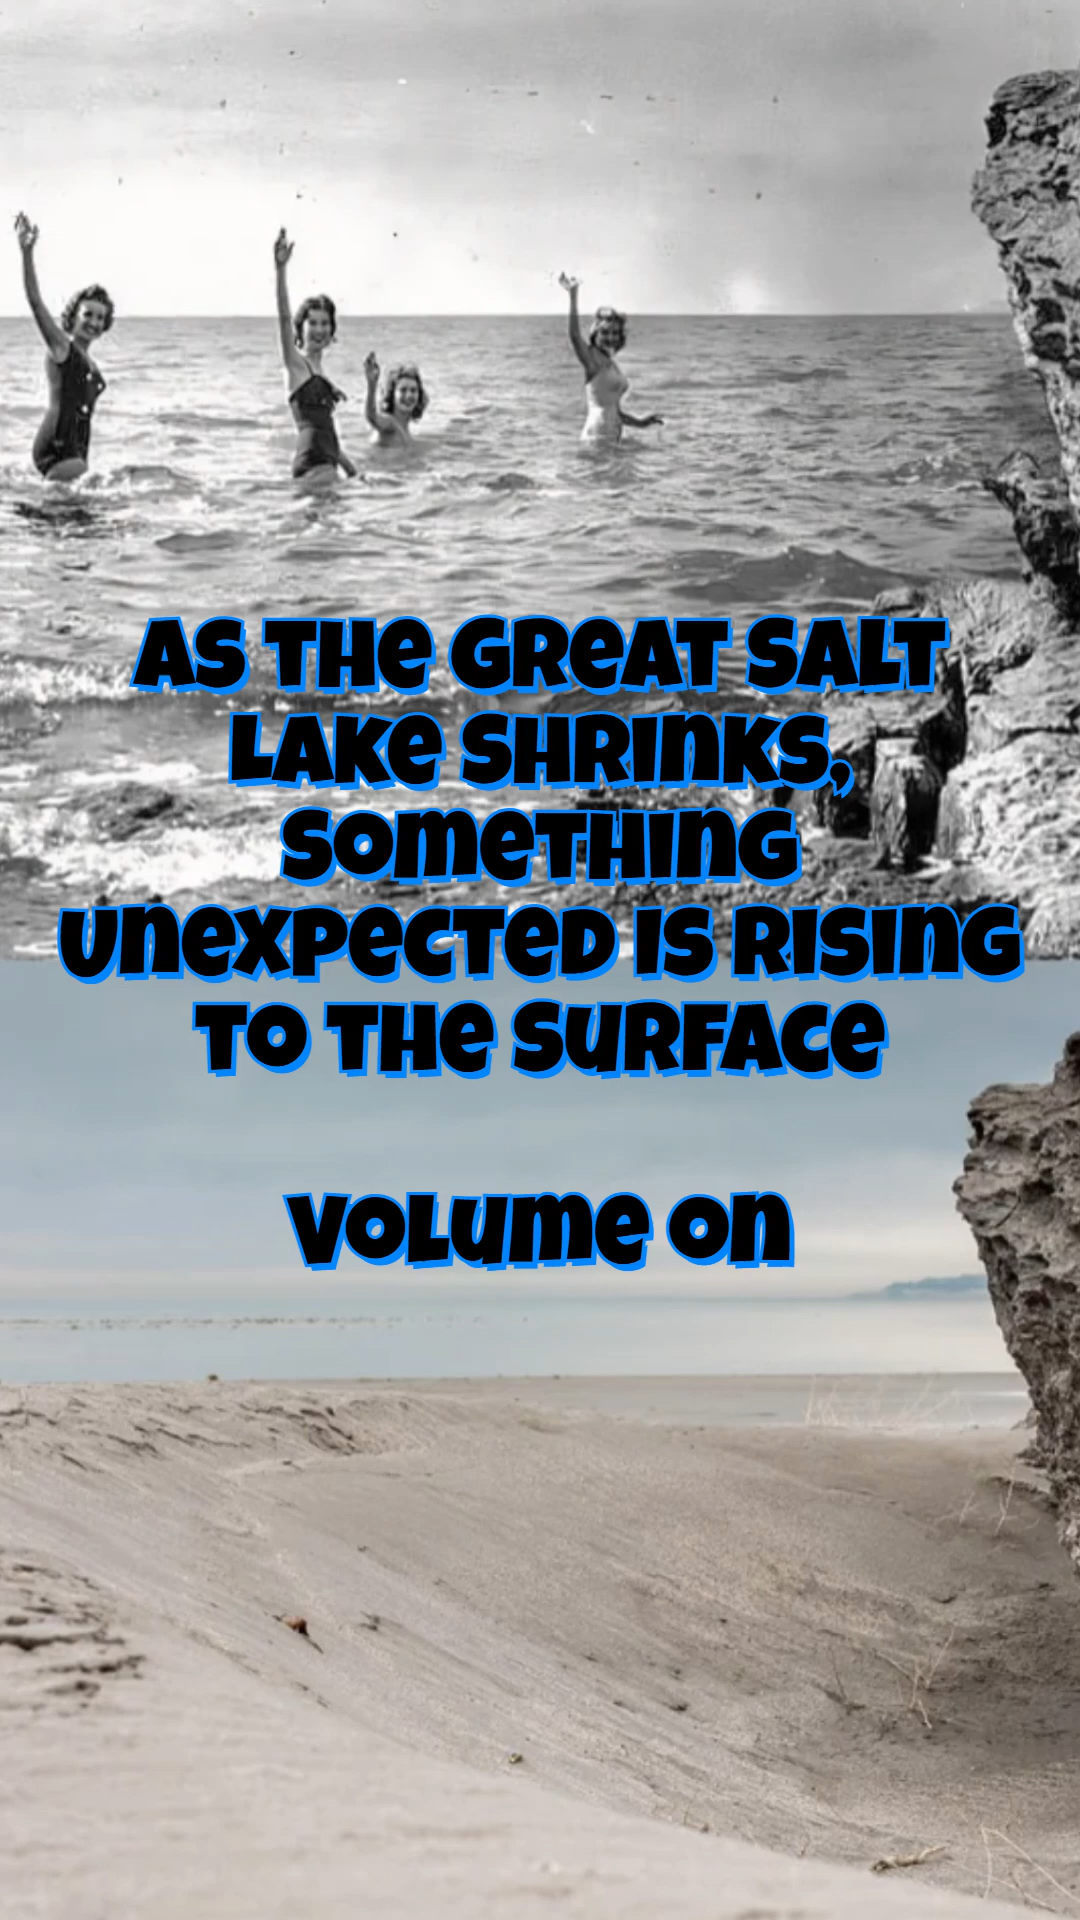 As the Great Salt
Lake shrinks,
something
unexpected is rising
to the surface
Volume on